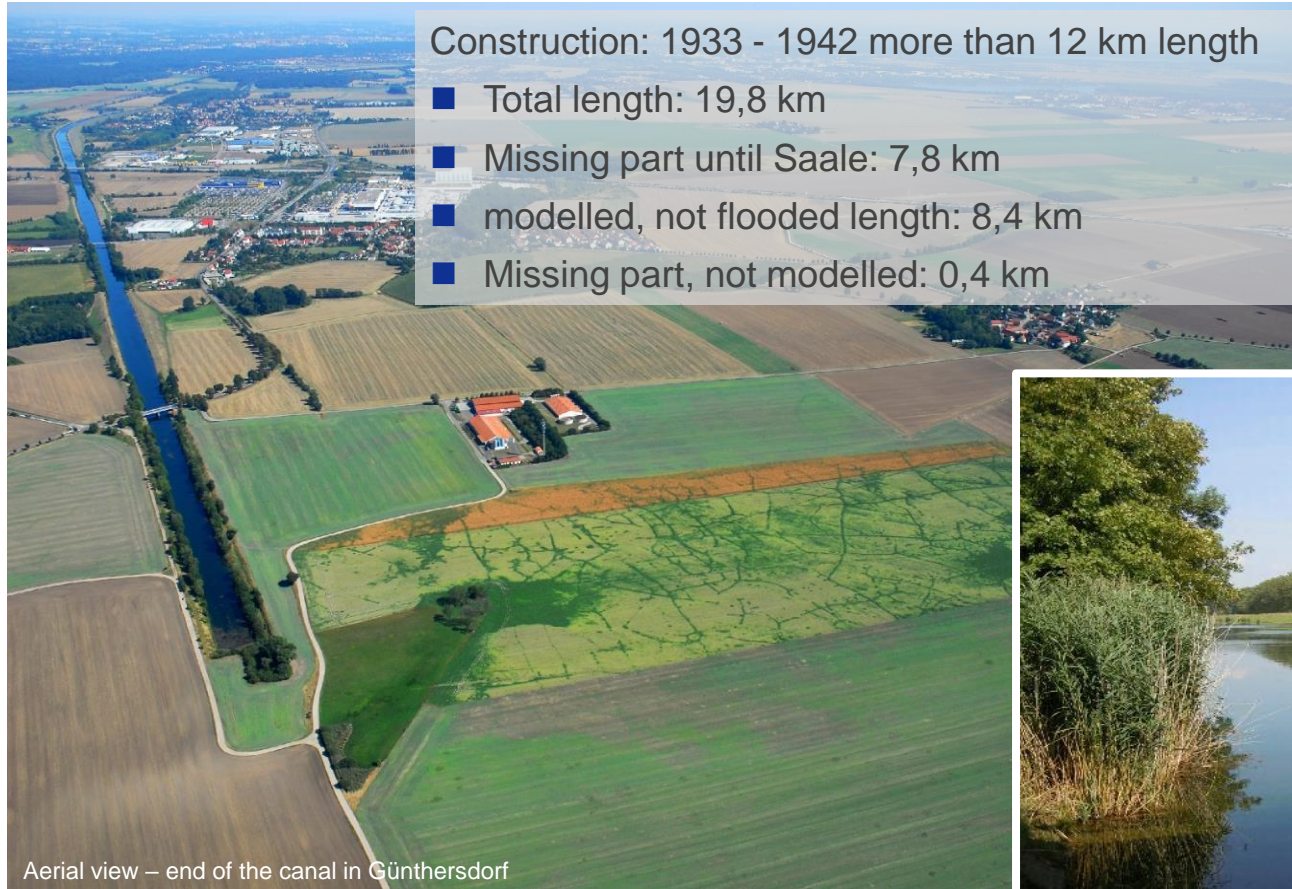 Construction: 1933 - 1942 more than 12 km length
Total length: 19,8 km
Missing part until Saale: 7,8 km
modelled, not flooded length: 8,4 km
Missing part, not modelled: 0,4 km
Aerial view – end of the canal in Günthersdorf